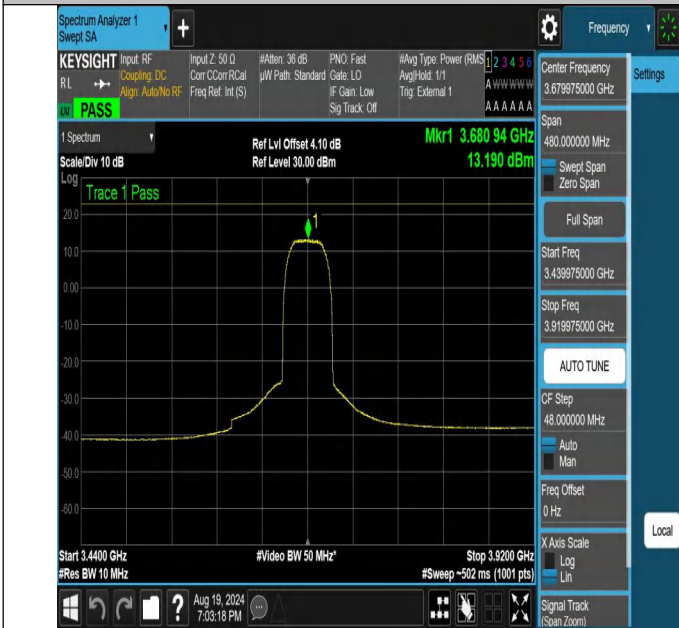 Spectrum Analyzer 1
Swept SA
+
Frequency
KEYSIGHT
RL
PASS
Input: RF
Coupling: DC
Align: Auto/No RF
Input Z: 50 Ω
Corr CCorr RCal
Freq Ref: Int (S)
#Atten: 36 dB
µW Path: Standard
PNO: Fast
Gate: LO
IF Gain: Low
Sig Track: Off
#Avg Type: Power (RMS
Avg|Hold: 1/1
Trig: External 1
1 2 3 4 5 6
A W W W W W
A A A A A A
1 Spectrum
Scale/Div 10 dB
Log
Ref Lvl Offset 4.10 dB
Ref Level 30.00 dBm
Mkr1 3.680 94 GHz
13.190 dBm
Trace 1 Pass
1
20.0
10.0
0.00
-10.0
-20.0
-30.0
-40.0
-50.0
-60.0
Start 3.4400 GHz
#Res BW 10 MHz
#Video BW 50 MHz*
Stop 3.9200 GHz
#Sweep ~502 ms (1001 pts)
?
Aug 19, 2024
7:03:18 PM
Center Frequency
3.679975000 GHz
Span
480.000000 MHz
Swept Span
Zero Span
Full Span
Start Freq
3.439975000 GHz
Stop Freq
3.919975000 GHz
AUTO TUNE
CF Step
48.000000 MHz
Auto
Man
Freq Offset
0 Hz
X Axis Scale
Log
Lin
Signal Track
(Span Zoom)
Settings
Local